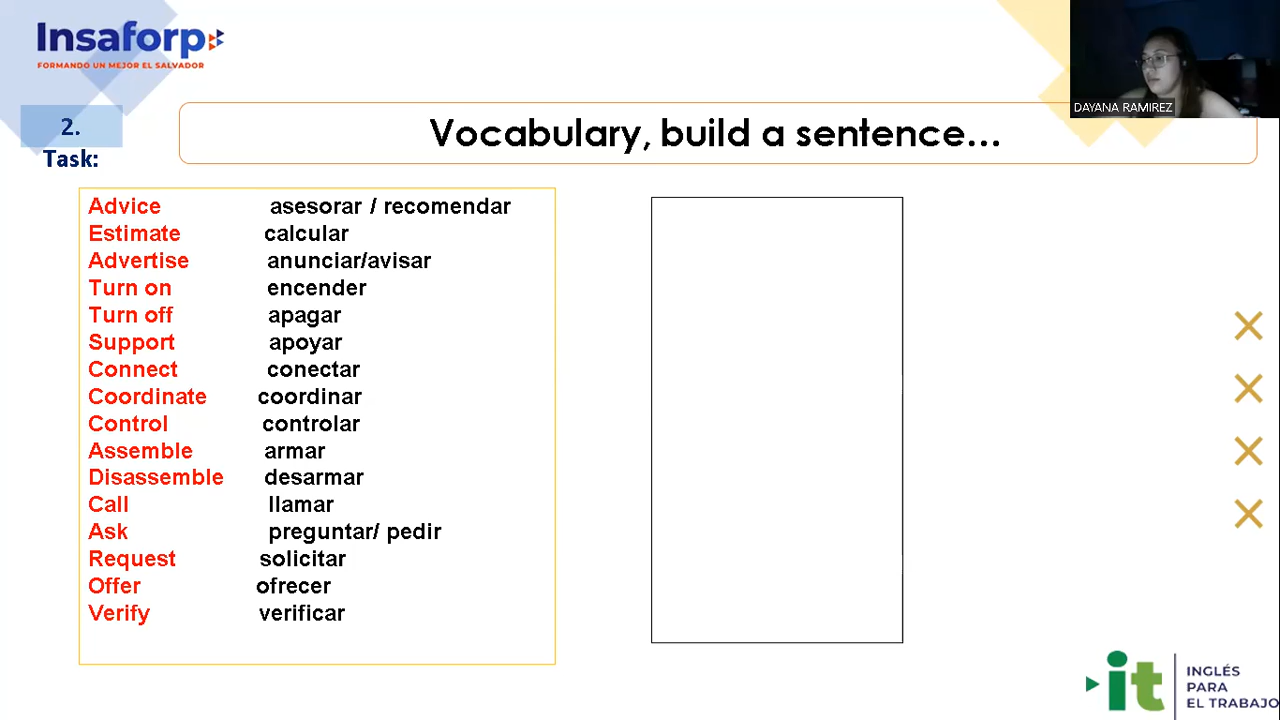 Insaforp
FORMANDO UN MEJOR EL SALVADOR
DAYANA RAMIREZ
2.
Task:
Vocabulary, build a sentence...
Advice asesorar / recomendar
Estimate calcular
Advertise anunciar/avisar
Turn on encender
Turn off apagar
Support apoyar
Connect conectar
Coordinate coordinar
Control controlar
Assemble armar
Disassemble desarmar
Call llamar
Ask preguntar/ pedir
Request solicitar
Offer ofrecer
Verify verificar
it
INGLÉS
PARA
EL TRABAJO